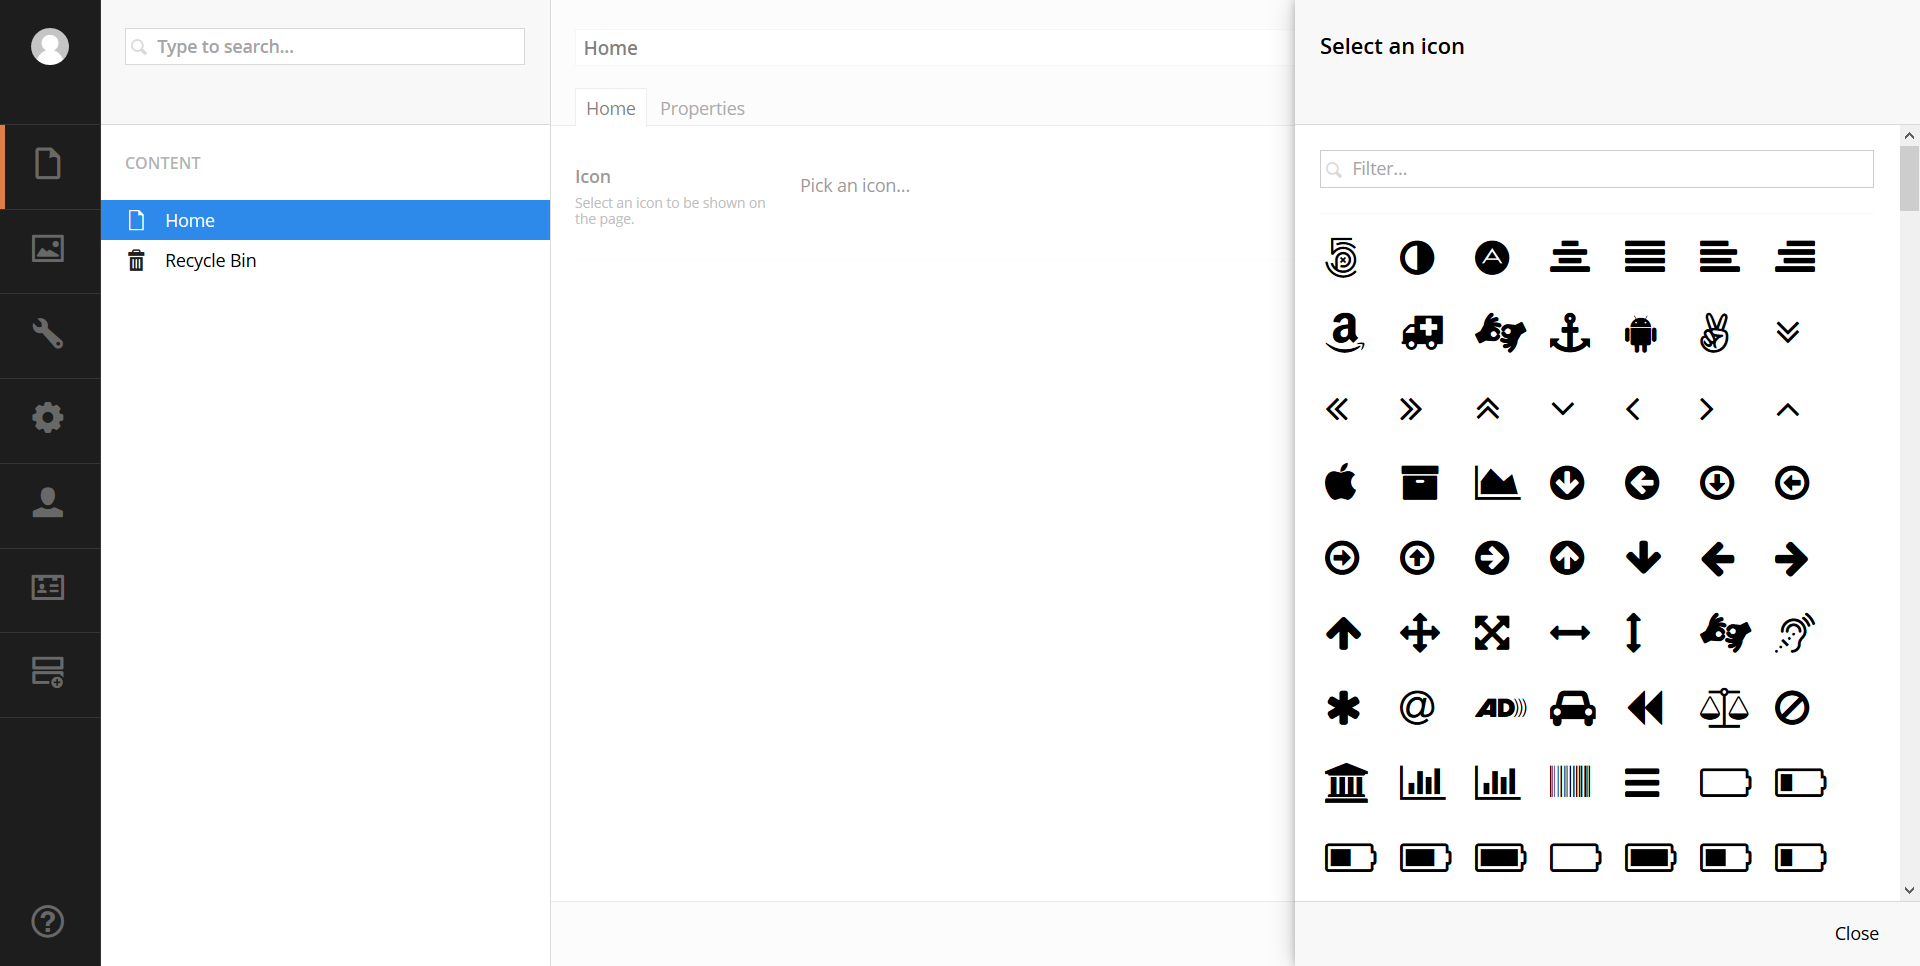 Type to search...
CONTENT
Home
Recycle Bin
Home
Home
Properties
Icon
Select an icon to be shown on
the page.
Pick an icon...
Select an icon
Filter...
Close